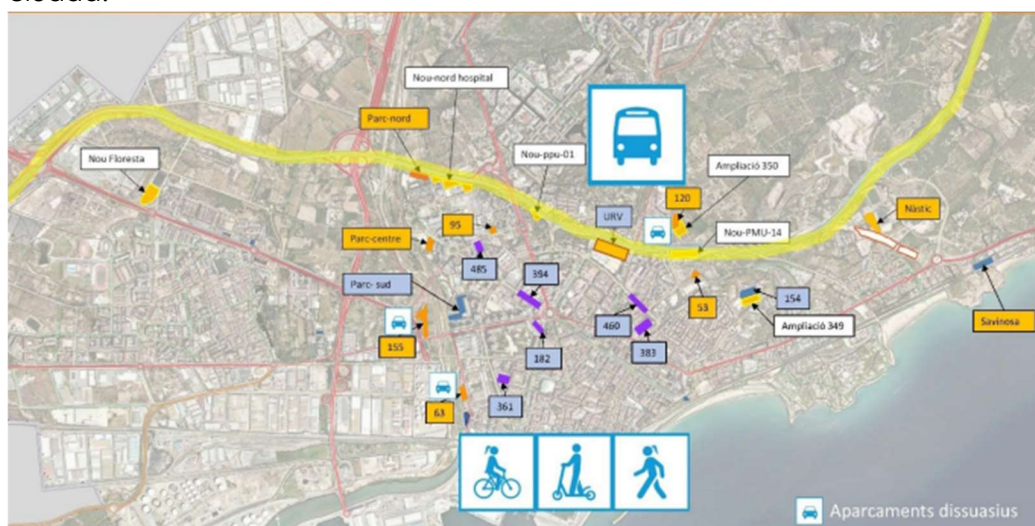 Nou-nord hospital
Parc-nord
Nou Floresta
Nou-ppu-01
Ampliació 350
120
URV
Nàstic
95
Parc-centre
Nou-PMU-14
485
394
Parc- sud
53
154
Savinosa
460
Ampliació 349
155
182
383
63
361
Aparcaments dissuasius